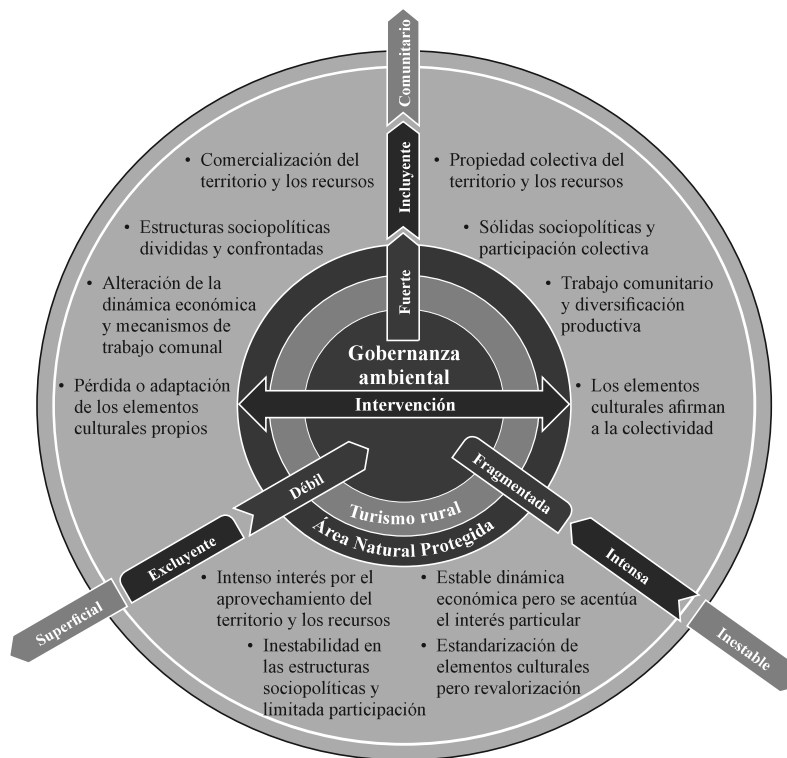 Comunitario
Incluyente
Fuerte
• Comercialización del
territorio y los recursos
• Estructuras sociopolíticas
divididas y confrontadas
• Alteración de la
dinámica económica
y mecanismos de
trabajo comunal
• Pérdida o adaptación
de los elementos
culturales propios
• Propiedad colectiva del
territorio y los recursos
• Sólidas sociopolíticas y
participación colectiva
• Trabajo comunitario
y diversificación
productiva
• Los elementos
culturales afirman
a la colectividad
Gobernanza
ambiental
Intervención
Turismo rural
Área Natural Protegida
Débil
Excluyente
Superficial
Fragmentada
Intensa
Inestable
• Intenso interés por el
aprovechamiento del
territorio y los recursos
• Inestabilidad en
las estructuras
sociopolíticas y
limitada participación
• Estable dinámica
económica pero se acentúa
el interés particular
• Estandarización de
elementos culturales
pero revalorización